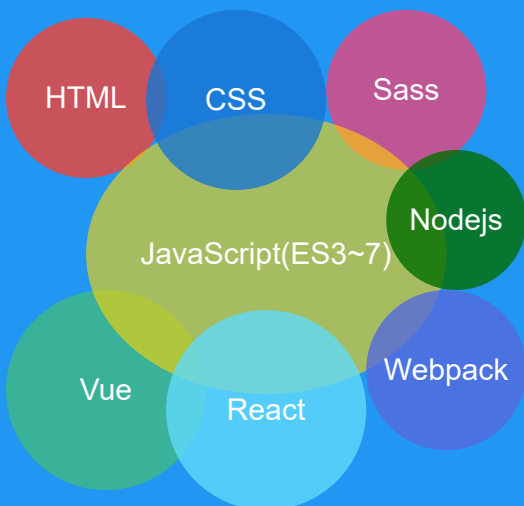 HTML
CSS
Sass
Nodejs
JavaScript(ES3~7)
Webpack
Vue
React